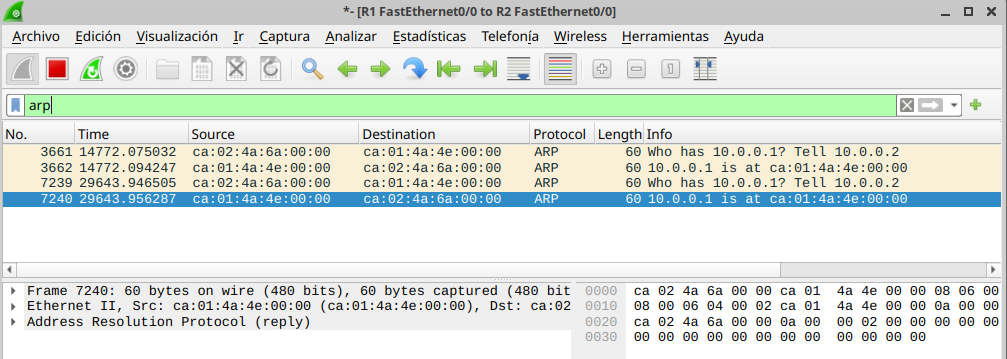 *- [R1 FastEthernet0/0 to R2 FastEthernet0/0]
Archivo Edición Visualización Ir Captura Analizar Estadísticas Telefonía Wireless Herramientas Ayuda
arp
No. Time Source Destination Protocol Length Info
3661 14772.075032 ca:02:4a:6a:00:00 ca:01:4a:4e:00:00 ARP 60 Who has 10.0.0.1? Tell 10.0.0.2
3662 14772.094247 ca:01:4a:4e:00:00 ca:02:4a:6a:00:00 ARP 60 10.0.0.1 is at ca:01:4a:4e:00:00
7239 29643.946505 ca:02:4a:6a:00:00 ca:01:4a:4e:00:00 ARP 60 Who has 10.0.0.1? Tell 10.0.0.2
7240 29643.956287 ca:01:4a:4e:00:00 ca:02:4a:6a:00:00 ARP 60 10.0.0.1 is at ca:01:4a:4e:00:00
Frame 7240: 60 bytes on wire (480 bits), 60 bytes captured (480 bit
Ethernet II, Src: ca:01:4a:4e:00:00 (ca:01:4a:4e:00:00), Dst: ca:02
Address Resolution Protocol (reply)
0000 ca 02 4a 6a 00 00 ca 01 4a 4e 00 00 08 06 00
0010 08 00 06 04 00 02 ca 01 4a 4e 00 00 0a 00 00
0020 ca 02 4a 6a 00 00 0a 00 00 02 00 00 00 00 00
0030 00 00 00 00 00 00 00 00 00 00 00 00